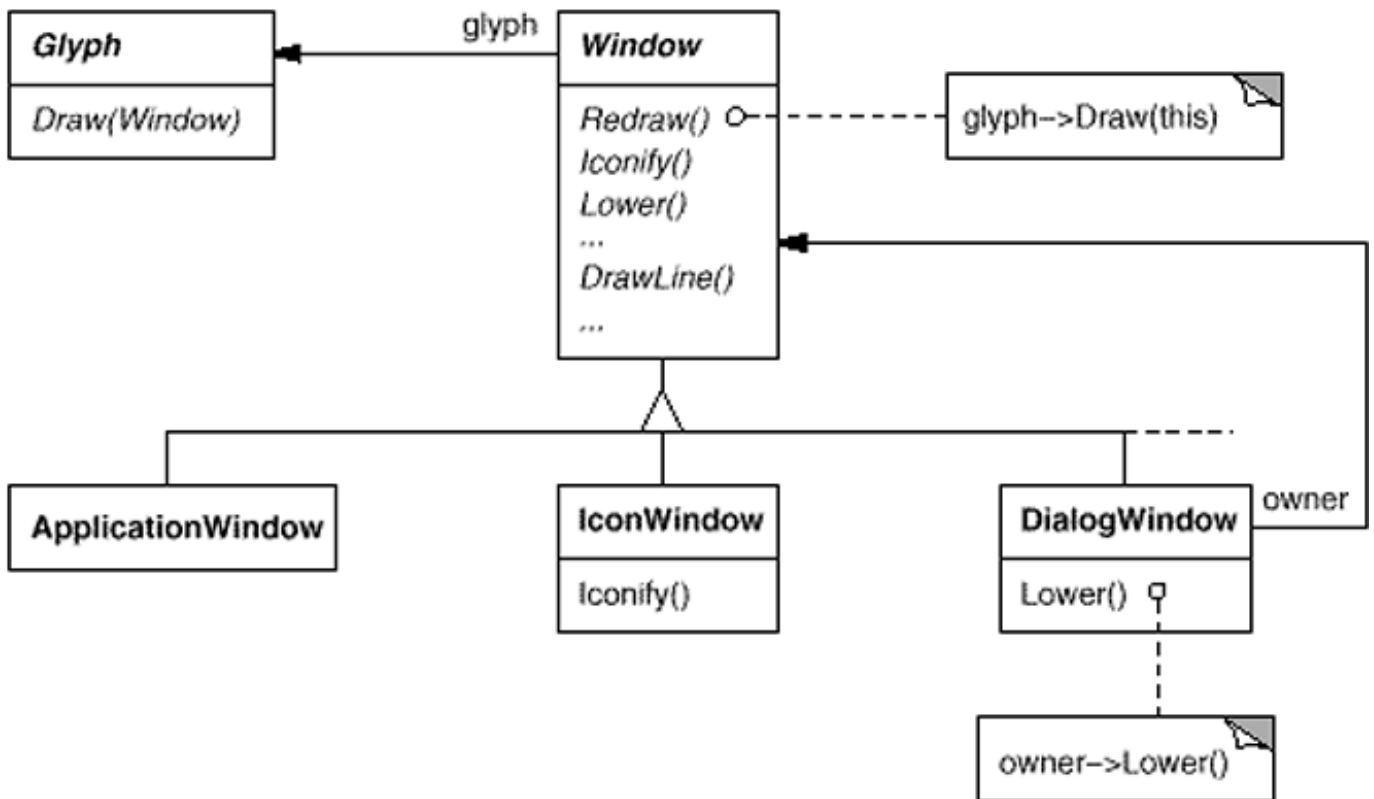 Glyph
Draw(Window)
glyph
Window
Redraw()
Iconify()
Lower()
...
DrawLine()
...
glyph->Draw(this)
ApplicationWindow
IconWindow
Iconify()
DialogWindow
Lower()
owner
owner->Lower()